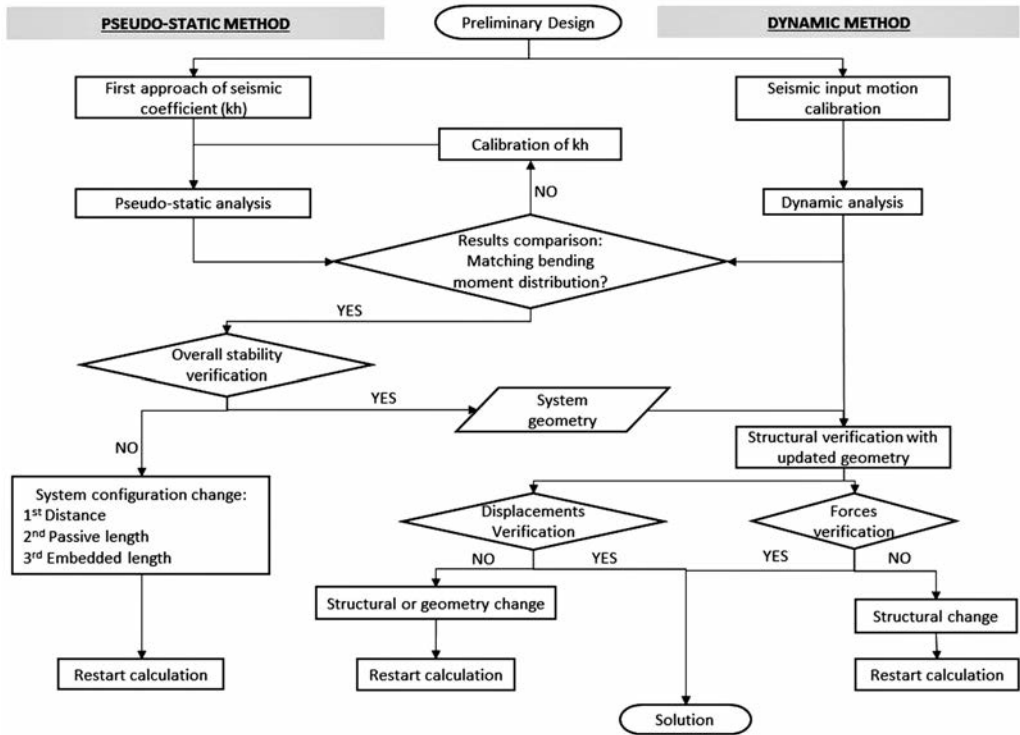 PSEUDO-STATIC METHOD
Preliminary Design
DYNAMIC METHOD
First approach of seismic
coefficient (kh)
Seismic input motion
calibration
Calibration of kh
NO
Pseudo-static analysis
Dynamic analysis
Results comparison:
Matching bending
moment distribution?
YES
Overall stability
verification
YES
System
geometry
NO
Structural verification with
updated geometry
System configuration change:
1st Distance
2nd Passive length
3rd Embedded length
Displacements
Verification
Forces
verification
NO
YES
YES
NO
Structural or geometry change
Structural change
Restart calculation
Restart calculation
Restart calculation
Solution